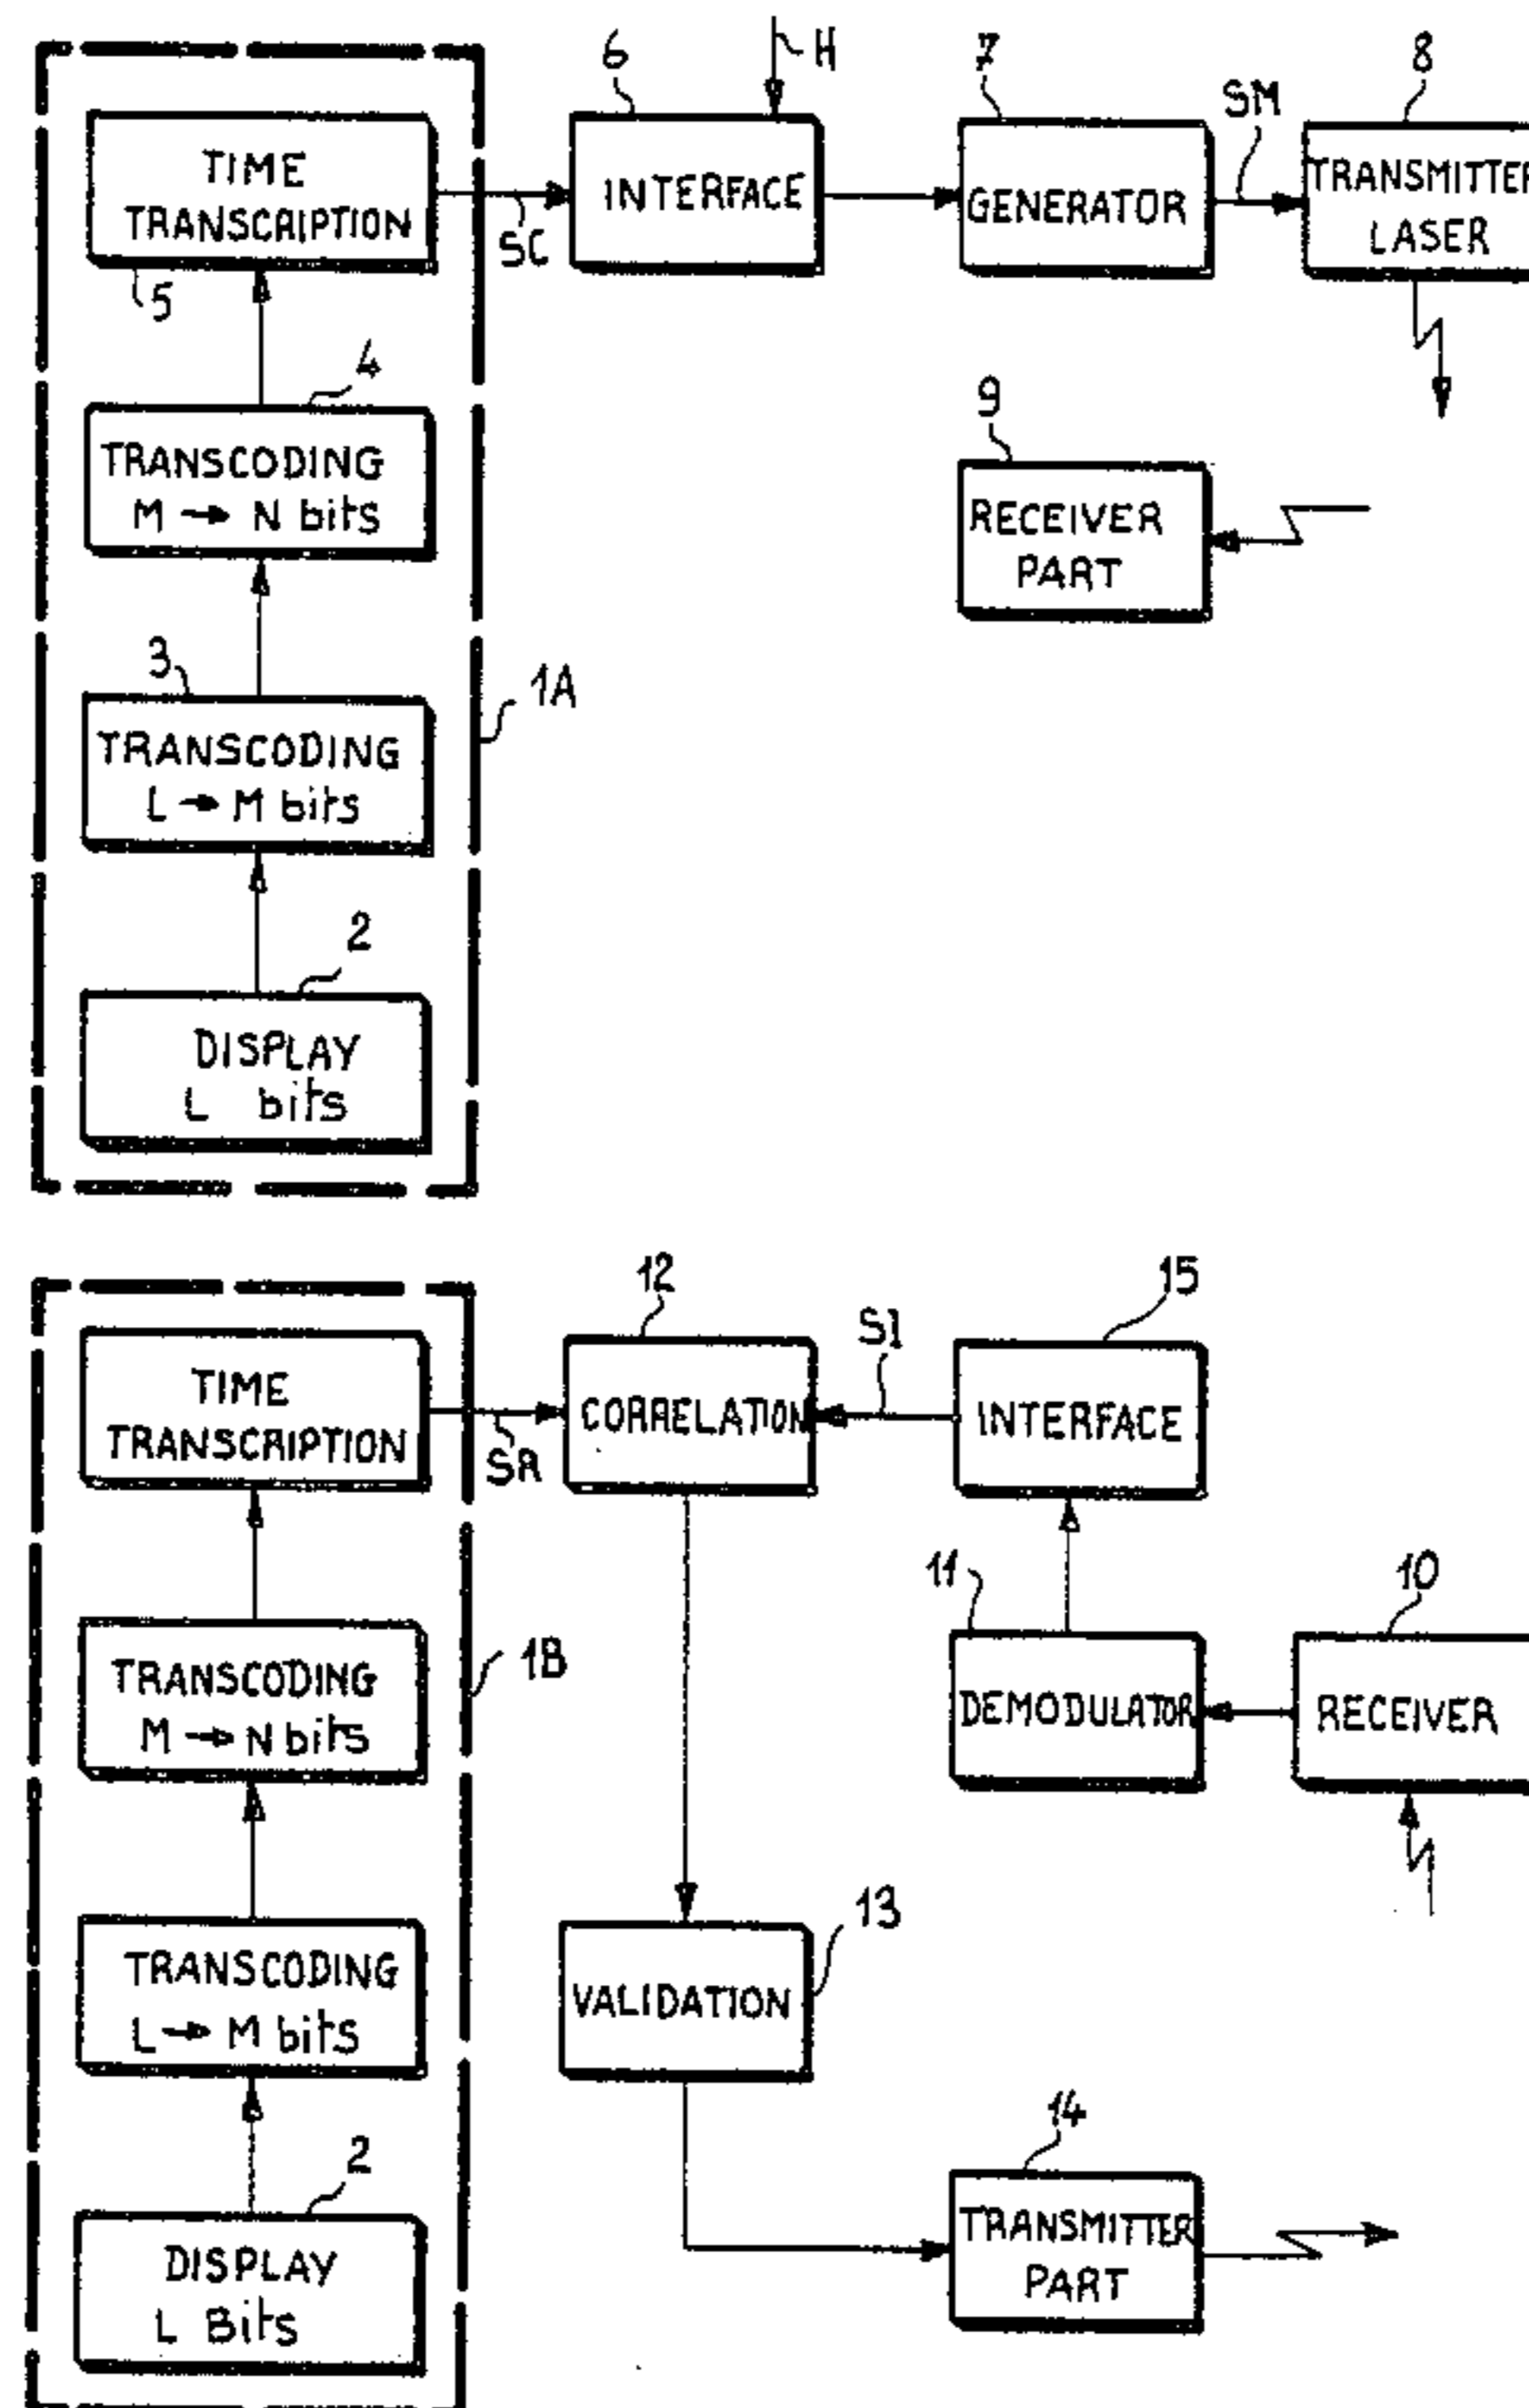 6
H
7
8
SM
TIME
TRANSCRIPTION
INTERFACE
GENERATOR
TRANSMITTER
LASER
SC
5
4
9
TRANSCODING
M → N bits
RECEIVER
PART
3
1A
TRANSCODING
L → M bits
2
DISPLAY
L bits
12
15
SI
TIME
TRANSCRIPTION
CORRELATION
INTERFACE
SR
11
10
1B
TRANSCODING
M → N bits
DEMODULATOR
RECEIVER
13
TRANSCODING
L → M bits
VALIDATION
14
2
TRANSMITTER
PART
DISPLAY
L Bits